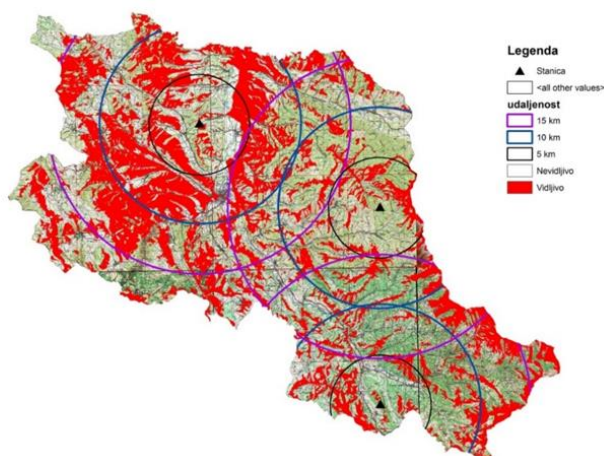 Legenda
Stanica
<all other values>
udaljenost
15 km
10 km
5 km
Nevidljivo
Vidljivo